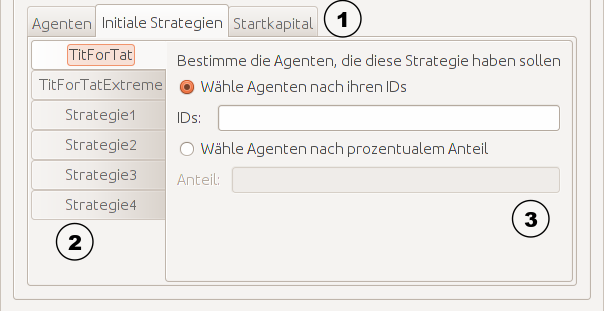 Agenten Initiale Strategien Startkapital 1
TitForTat
TitForTatExtreme
Strategie1
Strategie2
Strategie3
Strategie4
2
Bestimme die Agenten, die diese Strategie haben sollen
Wähle Agenten nach ihren IDs
IDs:
Wähle Agenten nach prozentualem Anteil
Anteil:
3